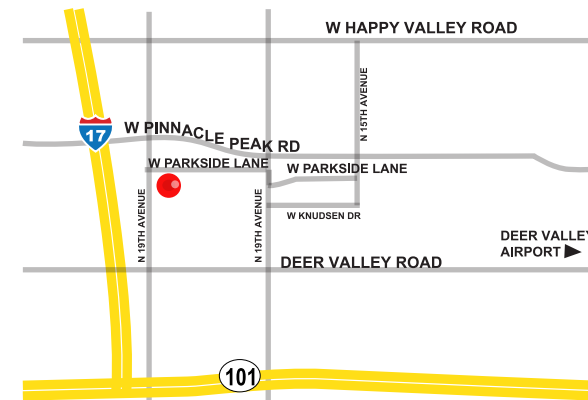 W HAPPY VALLEY ROAD
N 15TH AVENUE
17
W PINNACLE PEAK RD
W PARKSIDE LANE
W PARKSIDE LANE
N 19TH AVENUE
N 19TH AVENUE
W KNUDSEN DR
DEER VALLEY
AIRPORT
DEER VALLEY ROAD
101